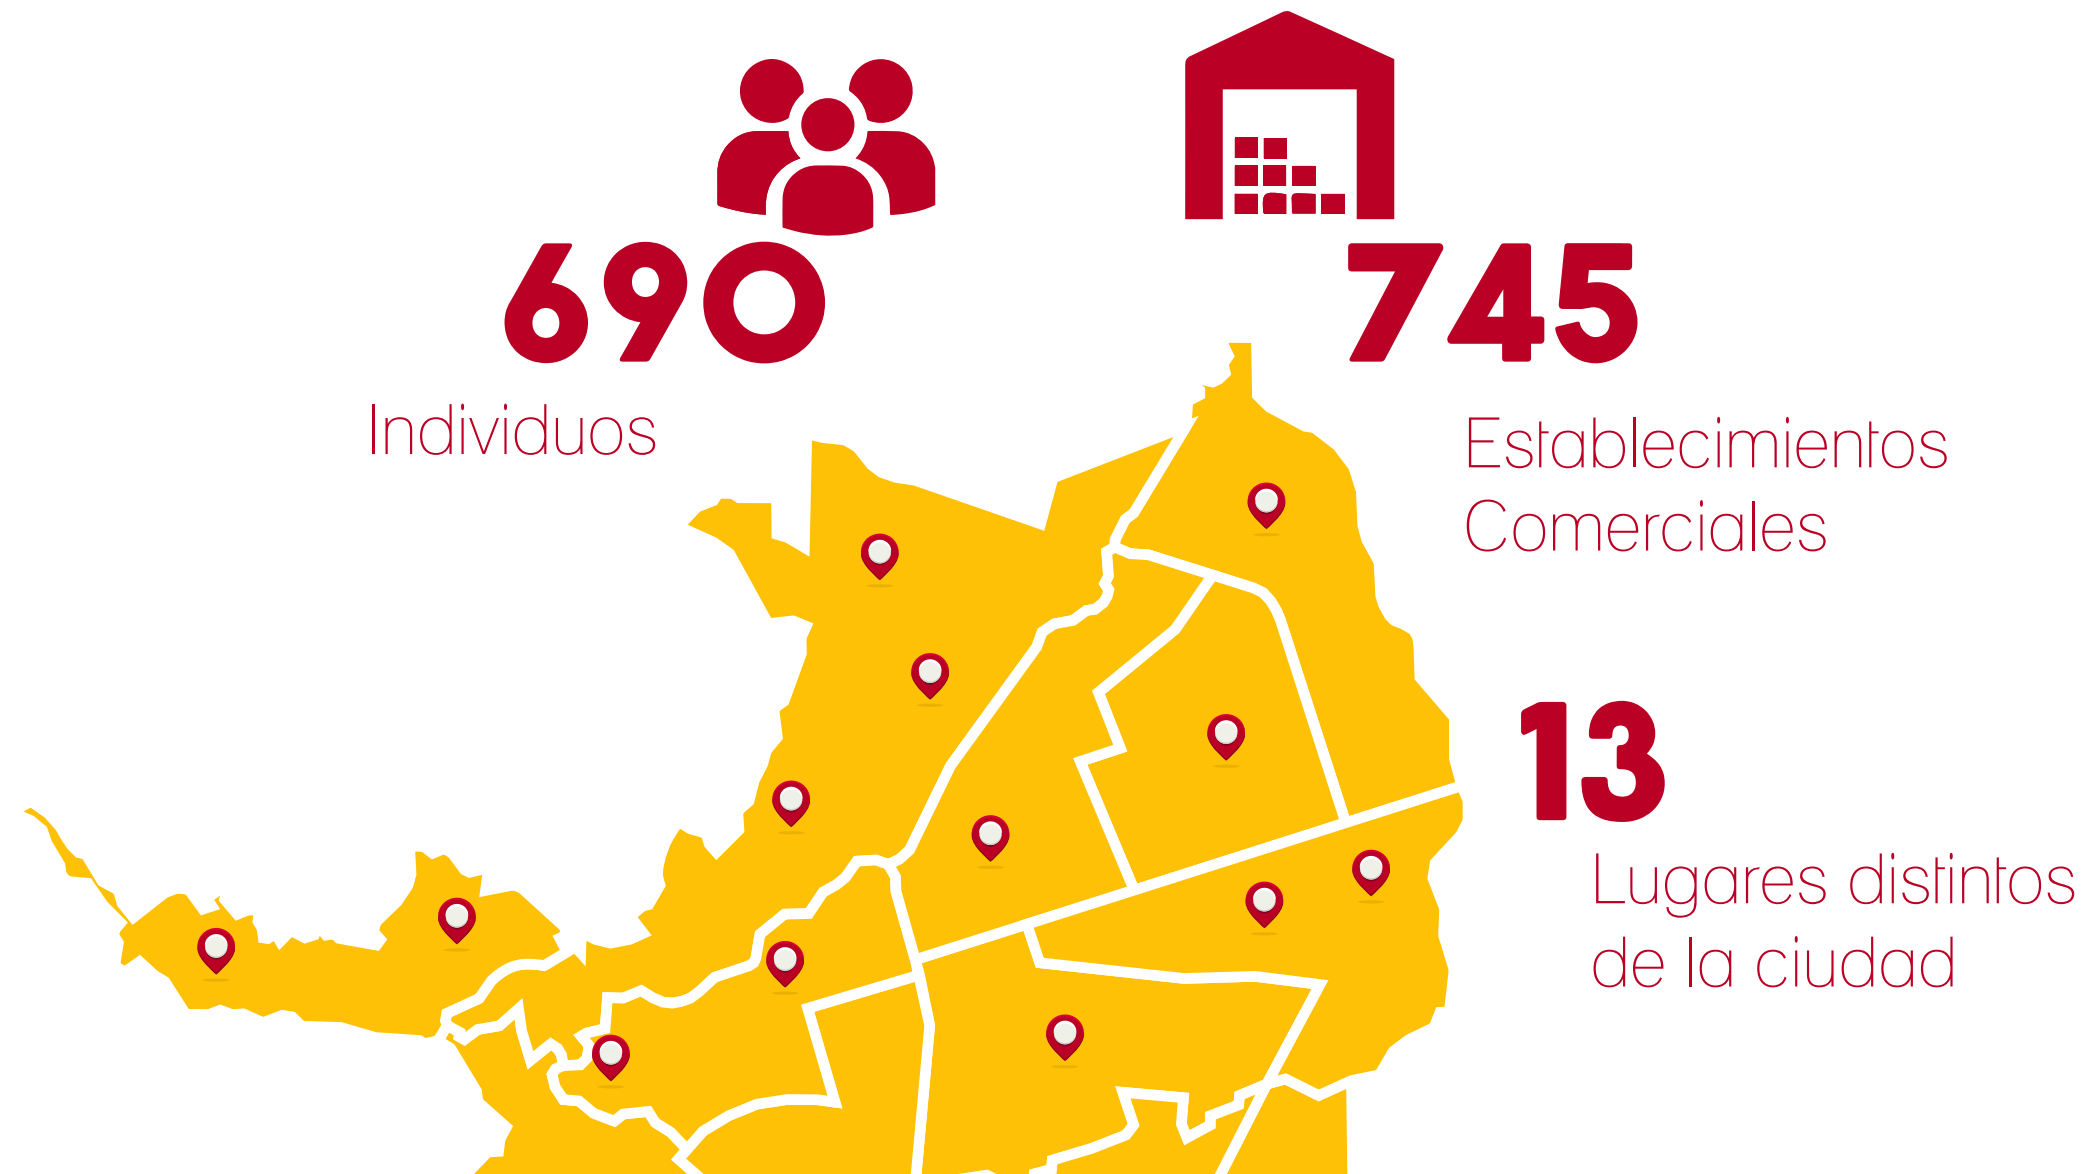 690
Individuos
745
Establecimientos
Comerciales
13
Lugares distintos
de la ciudad